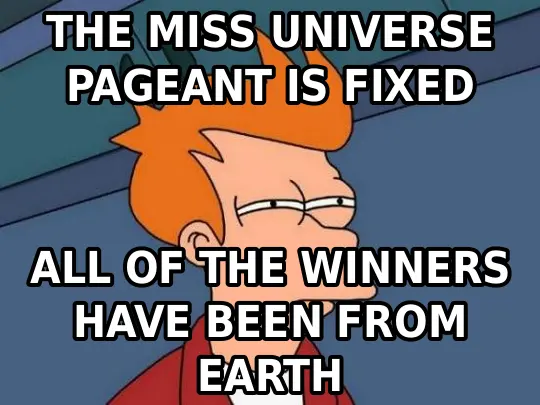 THE MISS UNIVERSE
PAGEANT IS FIXED
ALL OF THE WINNERS
HAVE BEEN FROM
EARTH